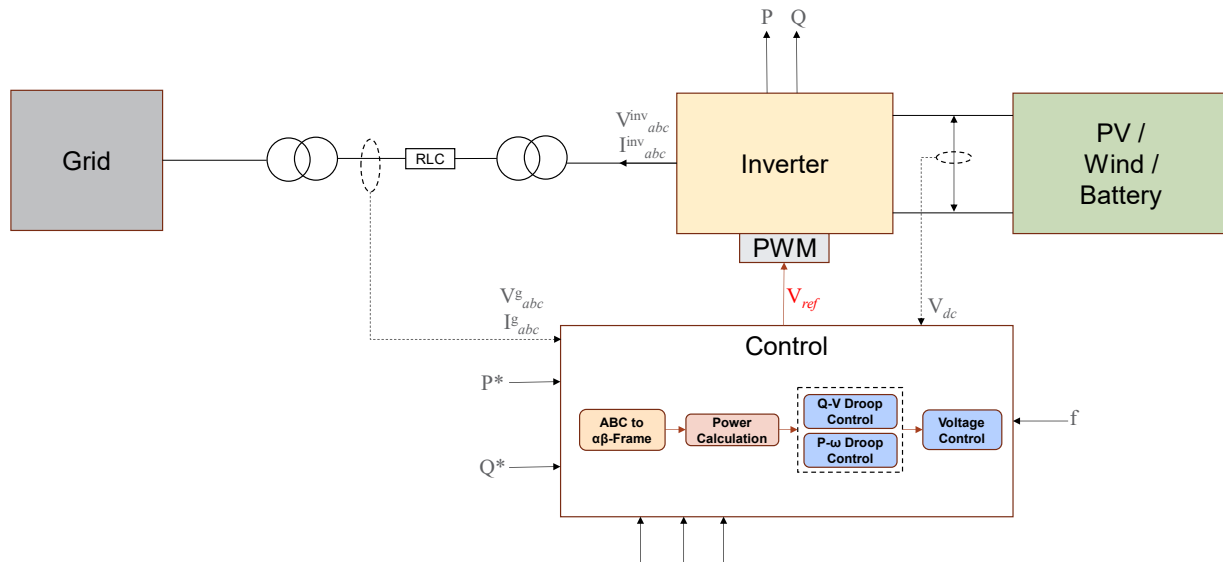 P Q
Grid
RLC
V^inv_abc
I^inv_abc
Inverter
PWM
PV /
Wind /
Battery
V^g_abc
I^g_abc
V_ref
V_dc
Control
P*
Q*
ABC to
αβ-Frame
Power
Calculation
Q-V Droop
Control
P-ω Droop
Control
Voltage
Control
f